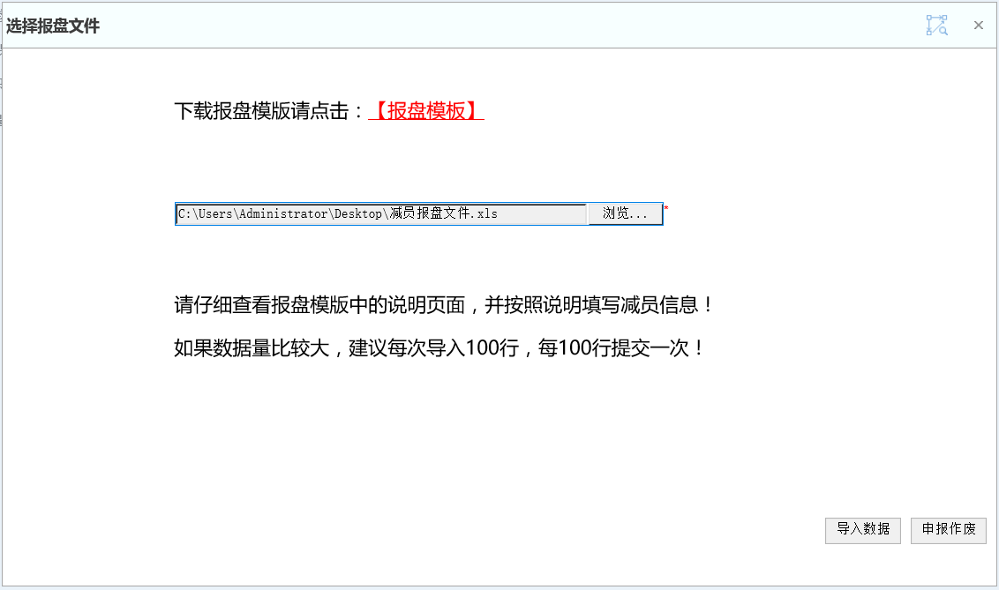 选择报盘文件
下载报盘模版请点击：【报盘模板】
C:\Users\Administrator\Desktop\减员报盘文件.xls 浏览... *
请仔细查看报盘模版中的说明页面，并按照说明填写减员信息！
如果数据量比较大，建议每次导入100行，每100行提交一次！
导入数据 申报作废